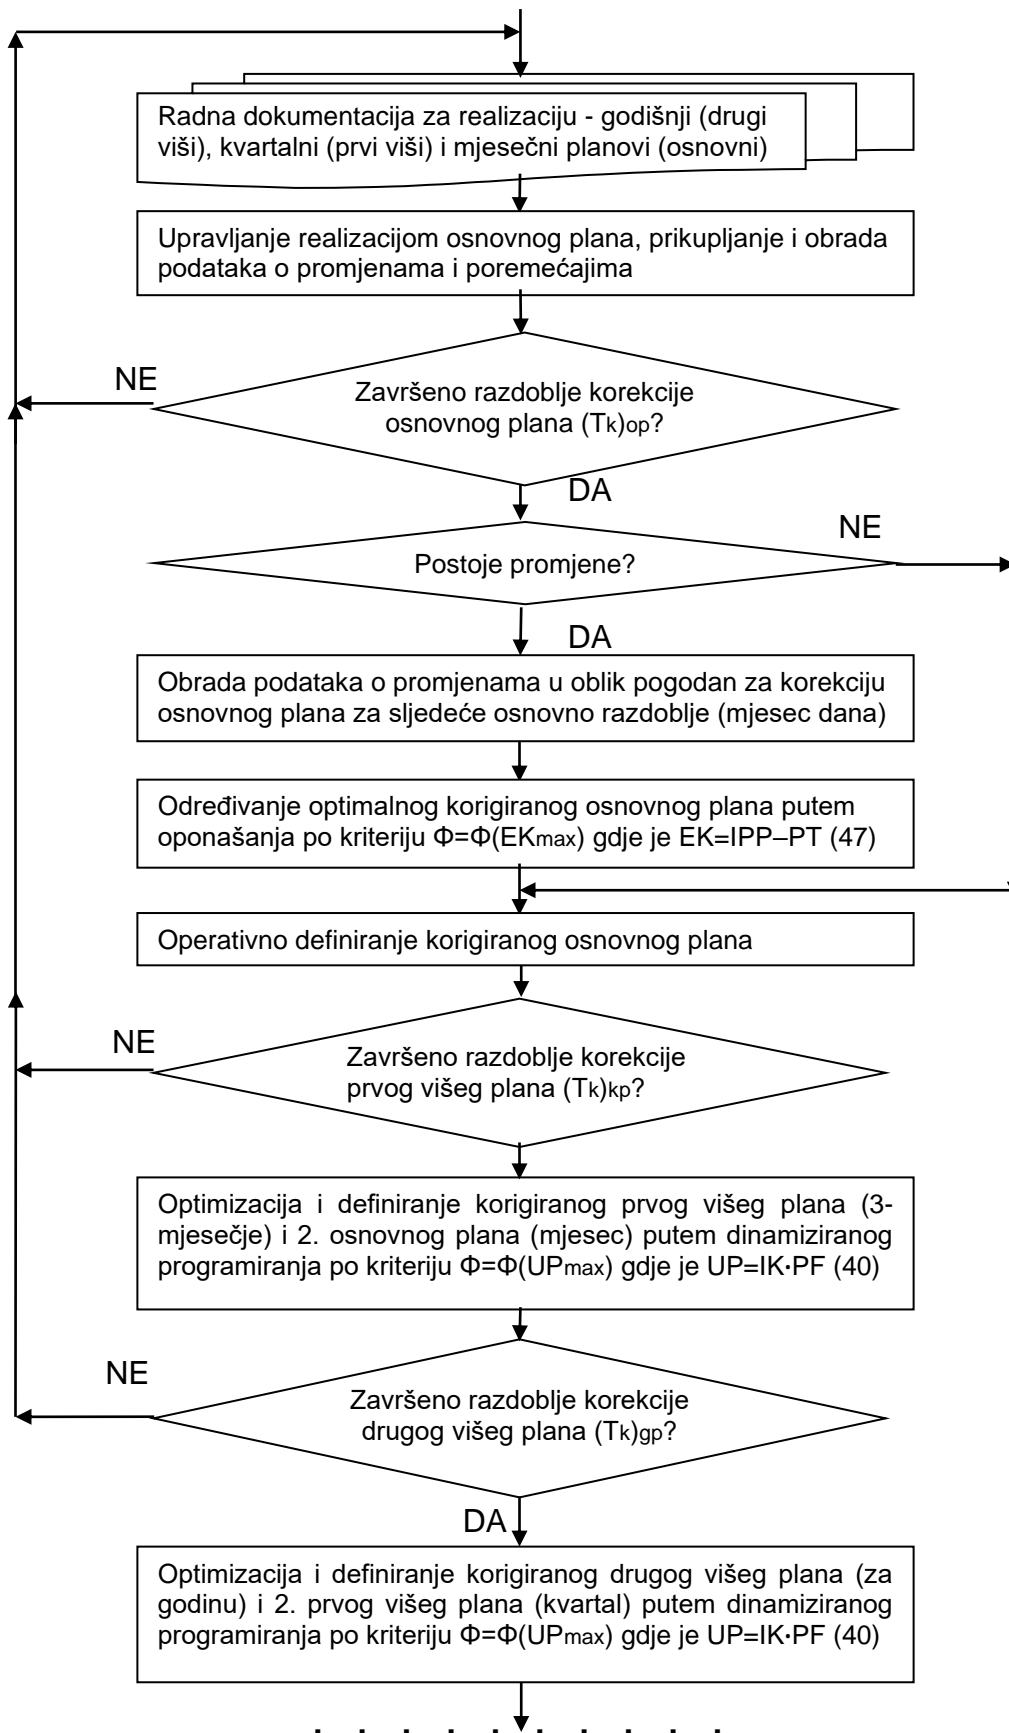 Radna dokumentacija za realizaciju - godišnji (drugi
viši), kvartalni (prvi viši) i mjesečni planovi (osnovni)
Upravljanje realizacijom osnovnog plana, prikupljanje i obrada
podataka o promjenama i poremećajima
NE
Završeno razdoblje korekcije
osnovnog plana (Tk)op?
DA
NE
Postoje promjene?
DA
Obrada podataka o promjenama u oblik pogodan za korekciju
osnovnog plana za sljedeće osnovno razdoblje (mjesec dana)
Određivanje optimalnog korigiranog osnovnog plana putem
oponašanja po kriteriju Φ=Φ(EKmax) gdje je EK=IPP–PT (47)
Operativno definiranje korigiranog osnovnog plana
NE
Završeno razdoblje korekcije
prvog višeg plana (Tk)kp?
Optimizacija i definiranje korigiranog prvog višeg plana (3-
mjesečje) i 2. osnovnog plana (mjesec) putem dinamiziranog
programiranja po kriteriju Φ=Φ(UPmax) gdje je UP=IK·PF (40)
NE
Završeno razdoblje korekcije
drugog višeg plana (Tk)gp?
DA
Optimizacija i definiranje korigiranog drugog višeg plana (za
godinu) i 2. prvog višeg plana (kvartal) putem dinamiziranog
programiranja po kriteriju Φ=Φ(UPmax) gdje je UP=IK·PF (40)